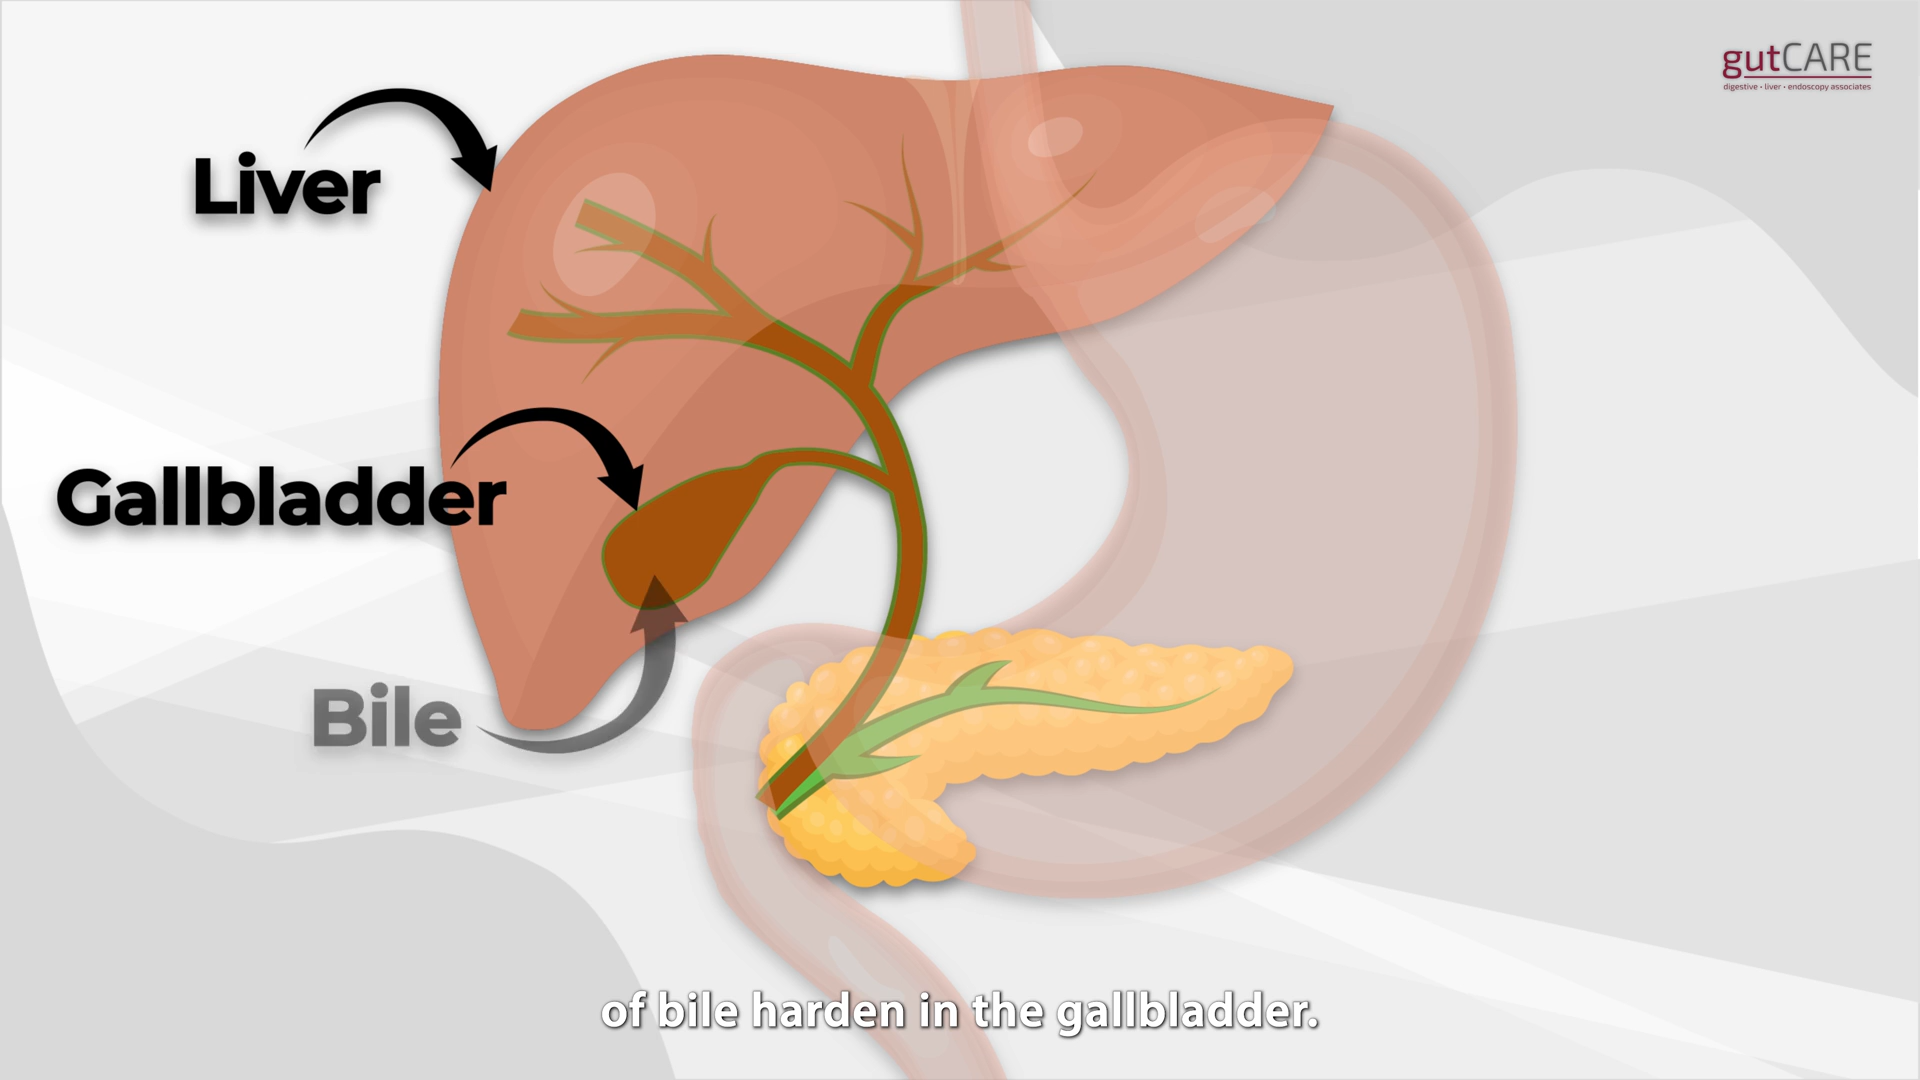 gutCARE
digestive • liver • endoscopy associates
Liver
Gallbladder
Bile
of bile harden in the gallbladder.